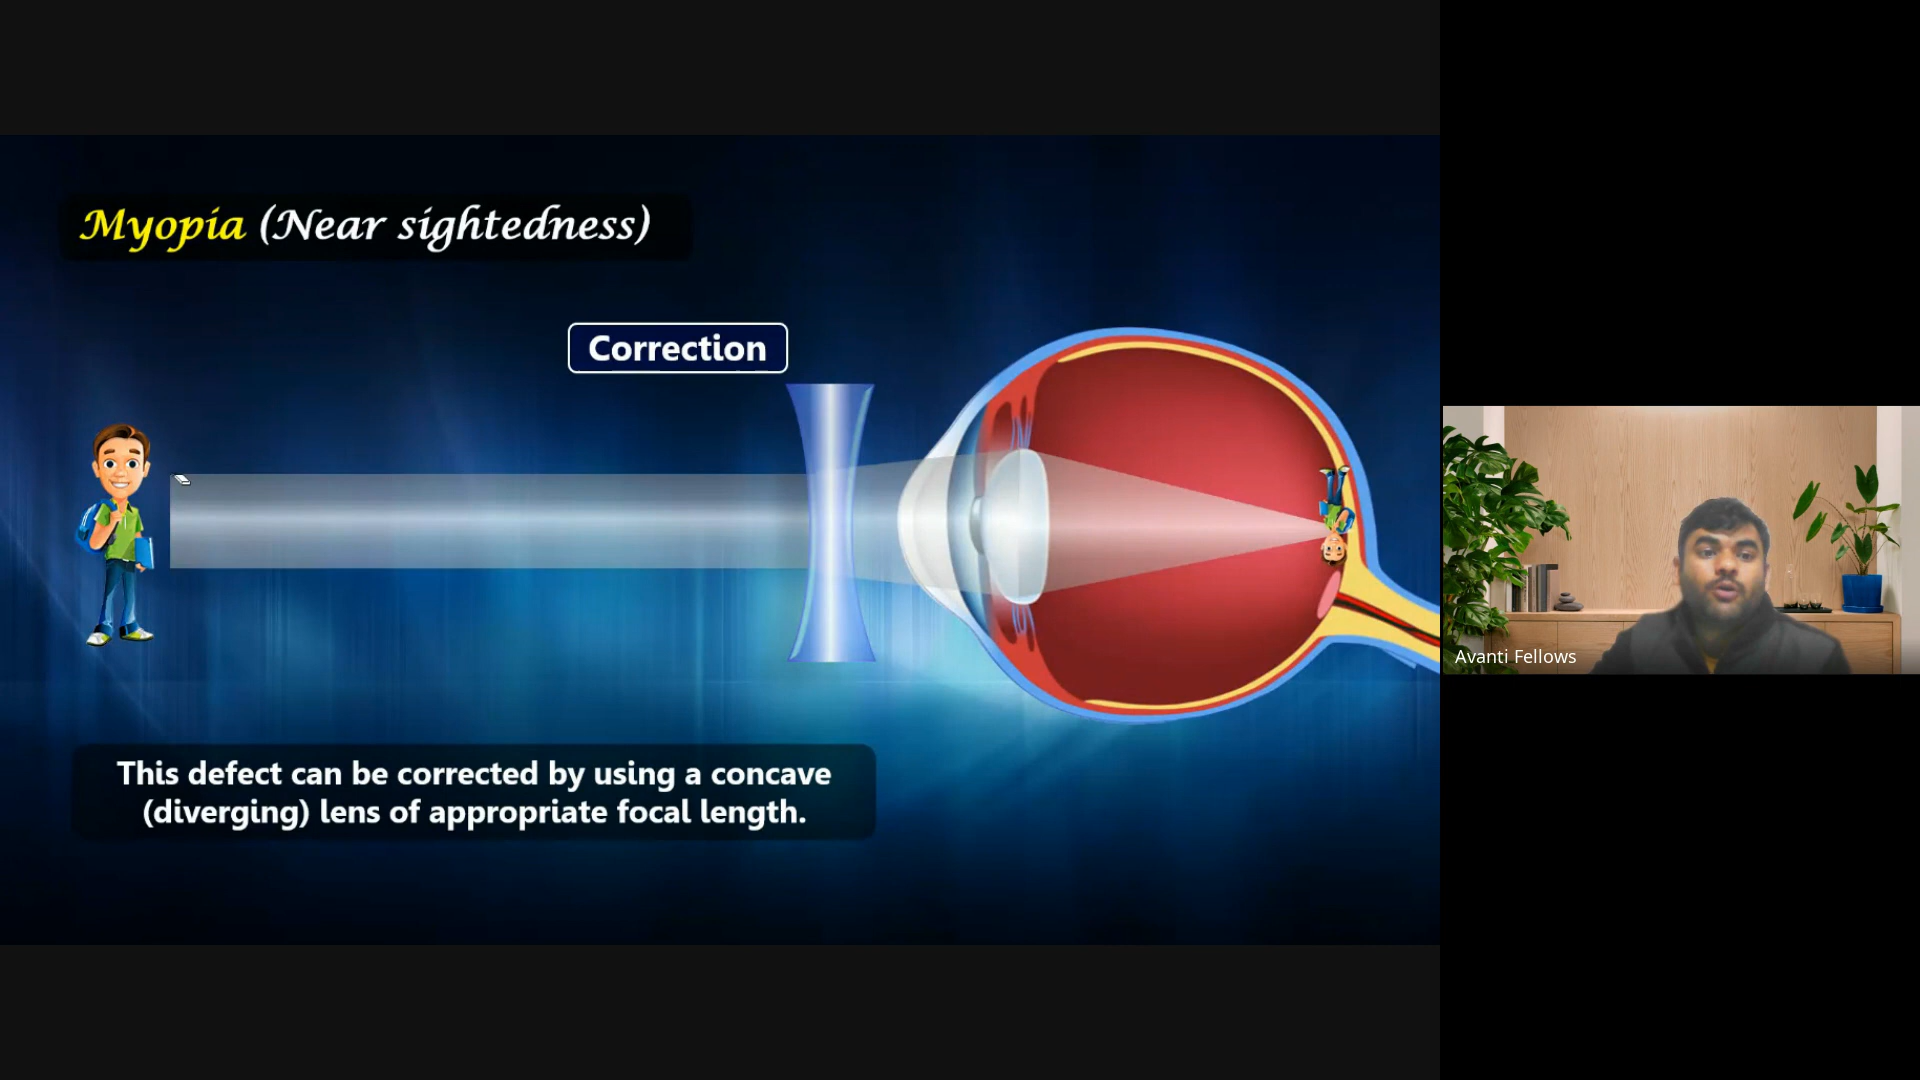 Myopia (Near sightedness)
Correction
This defect can be corrected by using a concave
(diverging) lens of appropriate focal length.
Avanti Fellows